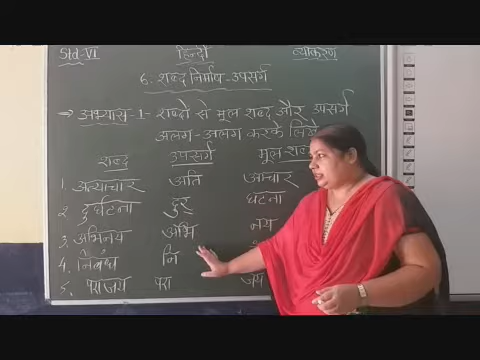 Std-VI हिन्दी व्याकरण
6. शब्द निर्माण - उपसर्ग
→ अभ्यास-1- शब्दों से मूल शब्द और उपसर्ग
अलग-अलग करके लिखें
शब्द उपसर्ग मूल
1. अत्याचार अति आचार
2. दुर्घटना दुर् घटना
3. अभिनय अभि नय
4. निबंध नि
5. पराजय परा जय